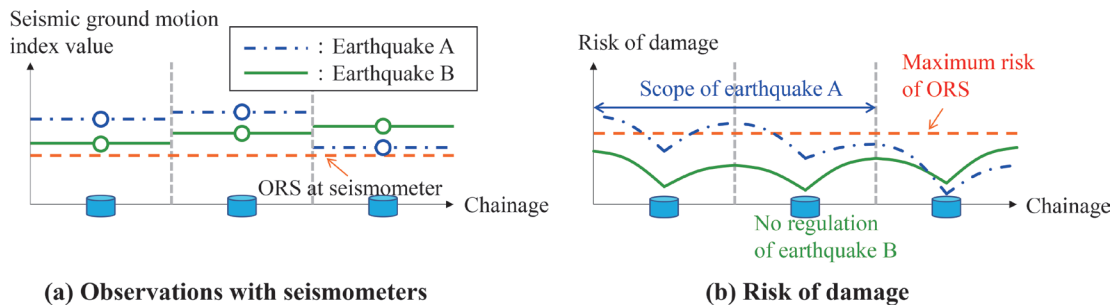 Seismic ground motion
index value
: Earthquake A
: Earthquake B
ORS at seismometer
Chainage
(a) Observations with seismometers
Risk of damage
Scope of earthquake A
Maximum risk
of ORS
Chainage
No regulation
of earthquake B
(b) Risk of damage